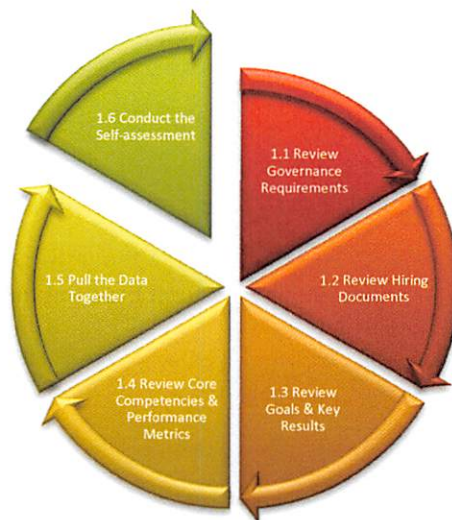 1.1 Review
Governance
Requirements
1.2 Review Hiring
Documents
1.3 Review
Goals & Key
Results
1.4 Review Core
Competencies &
Performance
Metrics
1.5 Pull the Data
Together
1.6 Conduct the
Self-assessment